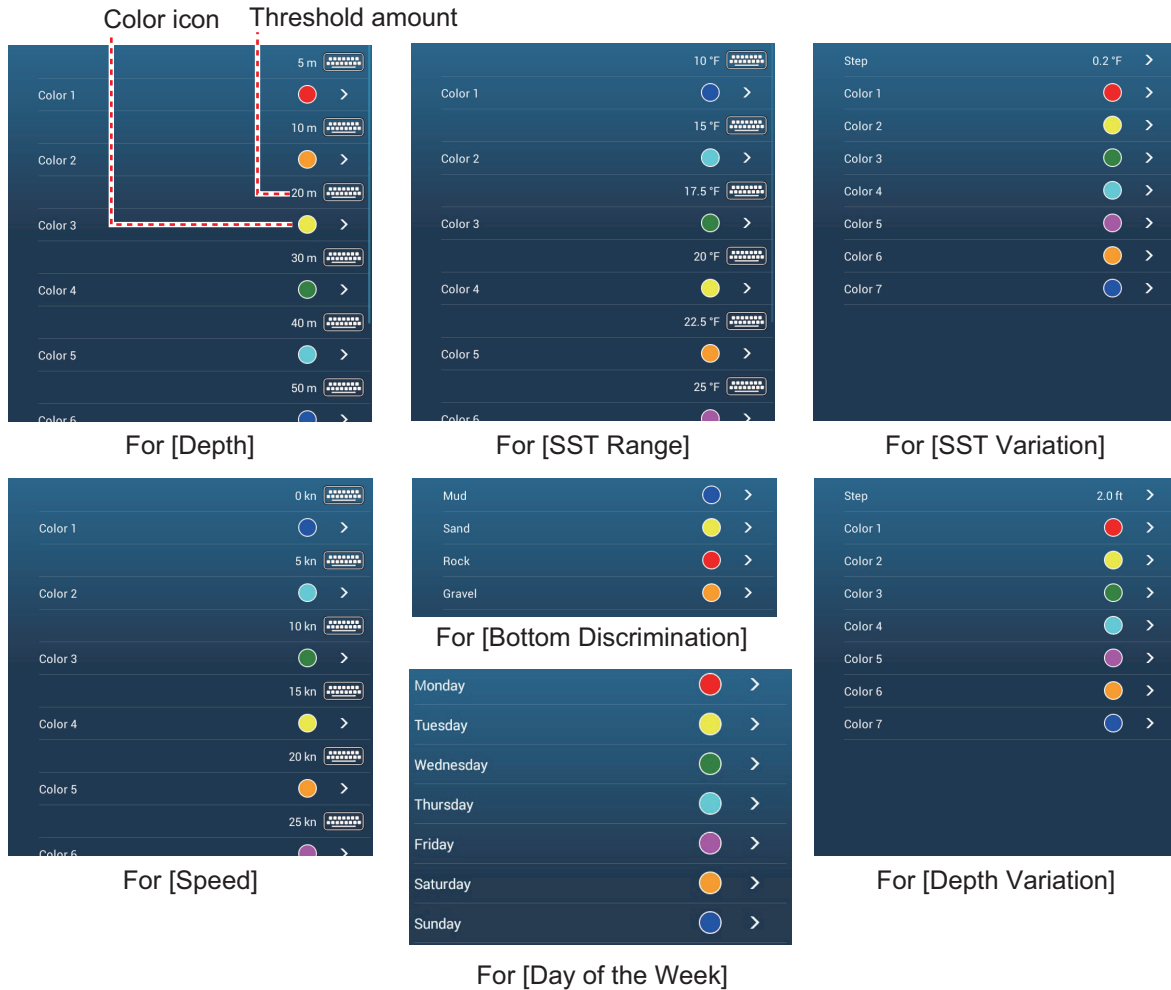 Color icon
Threshold amount
5 m
Color 1
10 m
Color 2
20 m
Color 3
30 m
Color 4
40 m
Color 5
50 m
Color 6
For [Depth]
10 °F
Color 1
15 °F
Color 2
17.5 °F
Color 3
20 °F
Color 4
22.5 °F
Color 5
25 °F
Color 6
For [SST Range]
Step 0.2 °F
Color 1
Color 2
Color 3
Color 4
Color 5
Color 6
Color 7
For [SST Variation]
0 kn
Color 1
5 kn
Color 2
10 kn
Color 3
15 kn
Color 4
20 kn
Color 5
25 kn
Color 6
For [Speed]
Mud
Sand
Rock
Gravel
For [Bottom Discrimination]
Monday
Tuesday
Wednesday
Thursday
Friday
Saturday
Sunday
For [Day of the Week]
Step 2.0 ft
Color 1
Color 2
Color 3
Color 4
Color 5
Color 6
Color 7
For [Depth Variation]